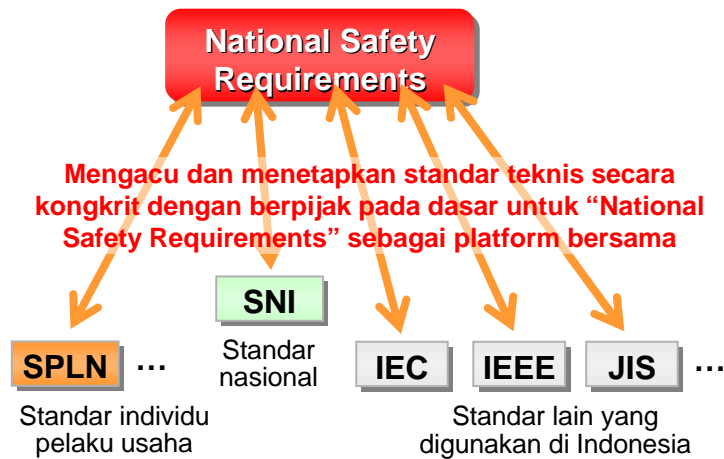 National Safety
Requirements
Mengacu dan menetapkan standar teknis secara
kongkrit dengan berpijak pada dasar untuk “National
Safety Requirements” sebagai platform bersama
SNI
Standar
nasional
SPLN ...
IEC
IEEE
JIS ...
Standar individu
pelaku usaha
Standar lain yang
digunakan di Indonesia